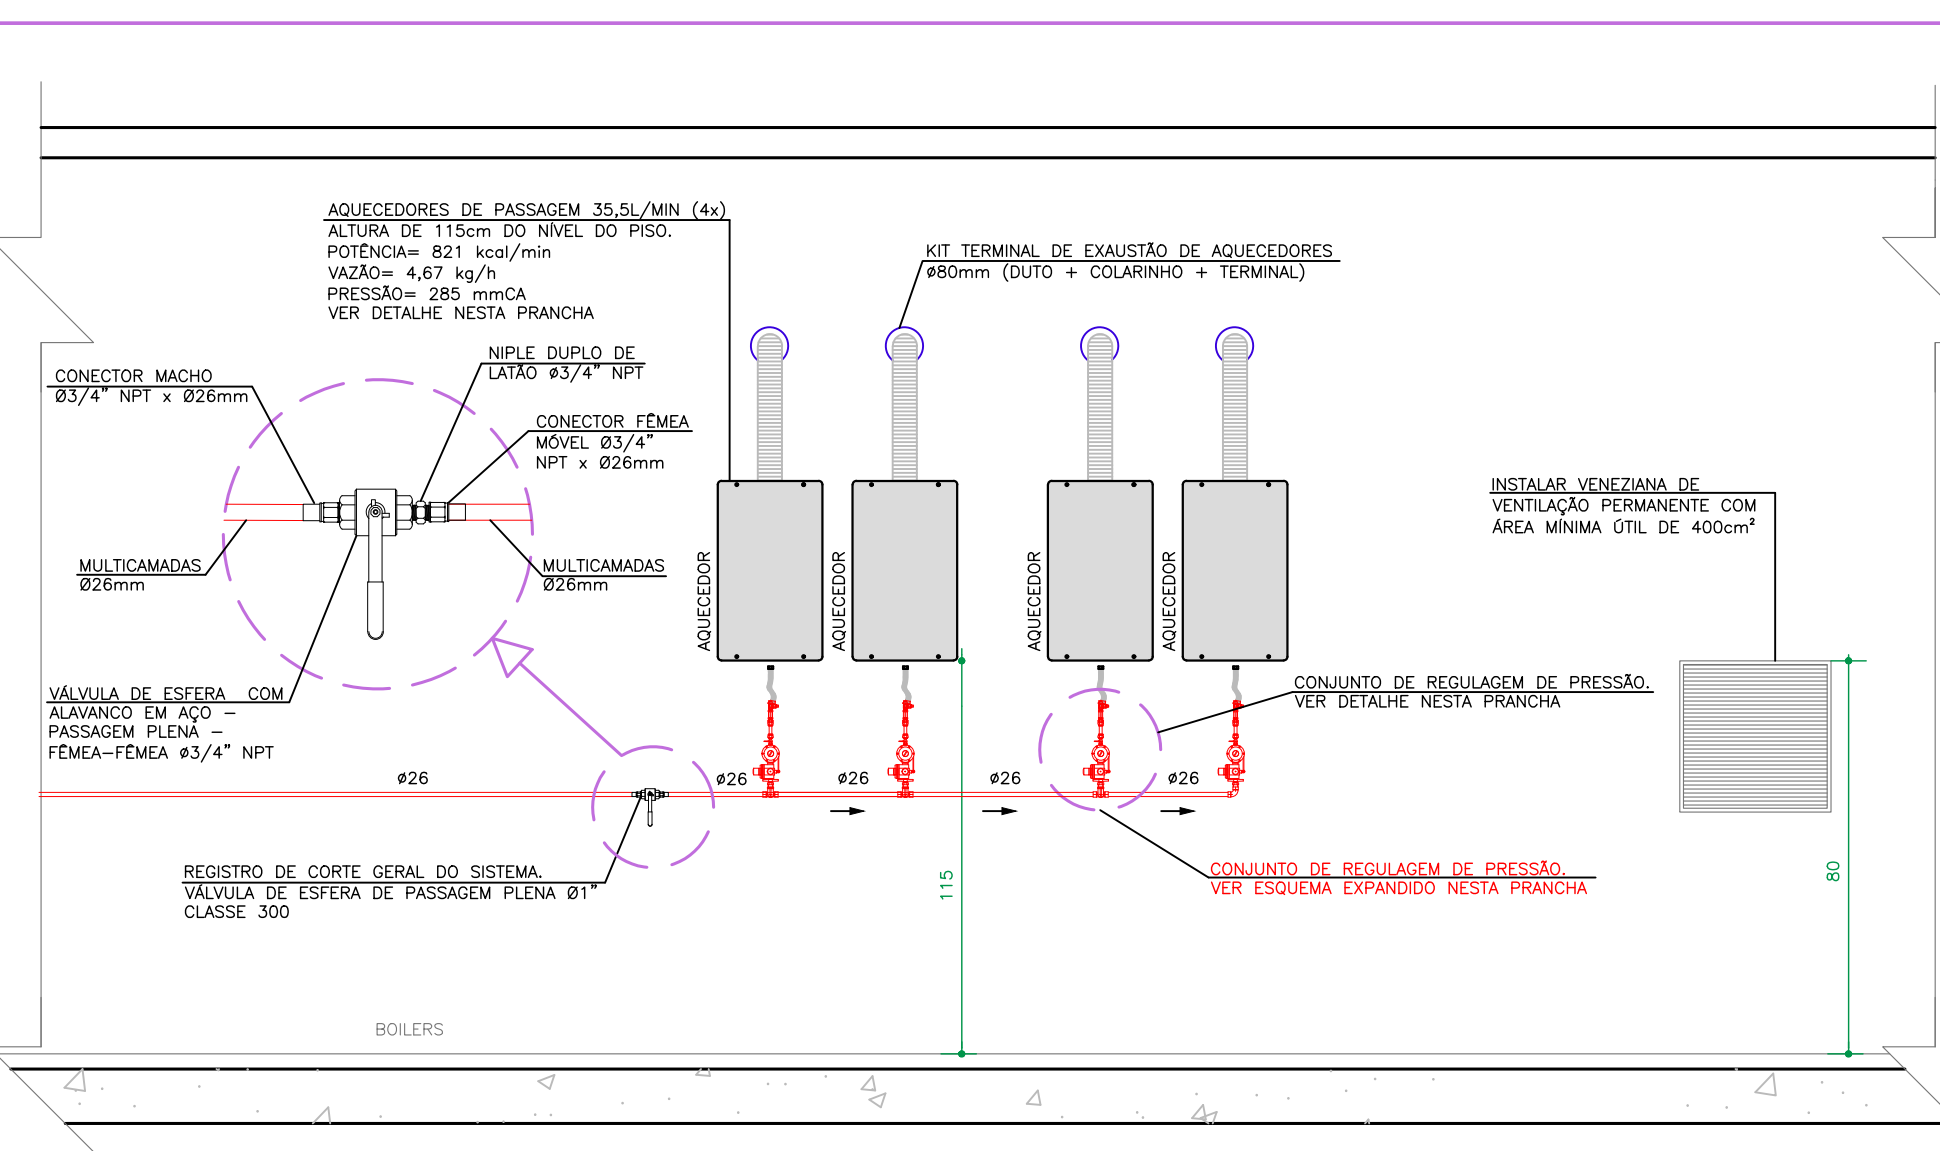 AQUECEDORES DE PASSAGEM 35,5L/MIN (4x)
ALTURA DE 115cm DO NÍVEL DO PISO.
POTÊNCIA= 821 kcal/min
VAZÃO= 4,67 kg/h
PRESSÃO= 285 mmCA
VER DETALHE NESTA PRANCHA
KIT TERMINAL DE EXAUSTÃO DE AQUECEDORES
ø80mm (DUTO + COLARINHO + TERMINAL)
NIPLE DUPLO DE
LATÃO ø3/4" NPT
CONECTOR MACHO
Ø3/4" NPT x Ø26mm
CONECTOR FÊMEA
MÓVEL Ø3/4"
NPT x Ø26mm
INSTALAR VENEZIANA DE
VENTILAÇÃO PERMANENTE COM
ÁREA MÍNIMA ÚTIL DE 400cm²
MULTICAMADAS
Ø26mm
MULTICAMADAS
Ø26mm
AQUECEDOR
AQUECEDOR
AQUECEDOR
AQUECEDOR
VÁLVULA DE ESFERA COM
ALAVANCO EM AÇO –
PASSAGEM PLENA –
FÊMEA–FÊMEA ø3/4" NPT
CONJUNTO DE REGULAGEM DE PRESSÃO.
VER DETALHE NESTA PRANCHA
ø26
ø26
ø26
ø26
ø26
REGISTRO DE CORTE GERAL DO SISTEMA.
VÁLVULA DE ESFERA DE PASSAGEM PLENA Ø1"
CLASSE 300
115
CONJUNTO DE REGULAGEM DE PRESSÃO.
VER ESQUEMA EXPANDIDO NESTA PRANCHA
80
BOILERS